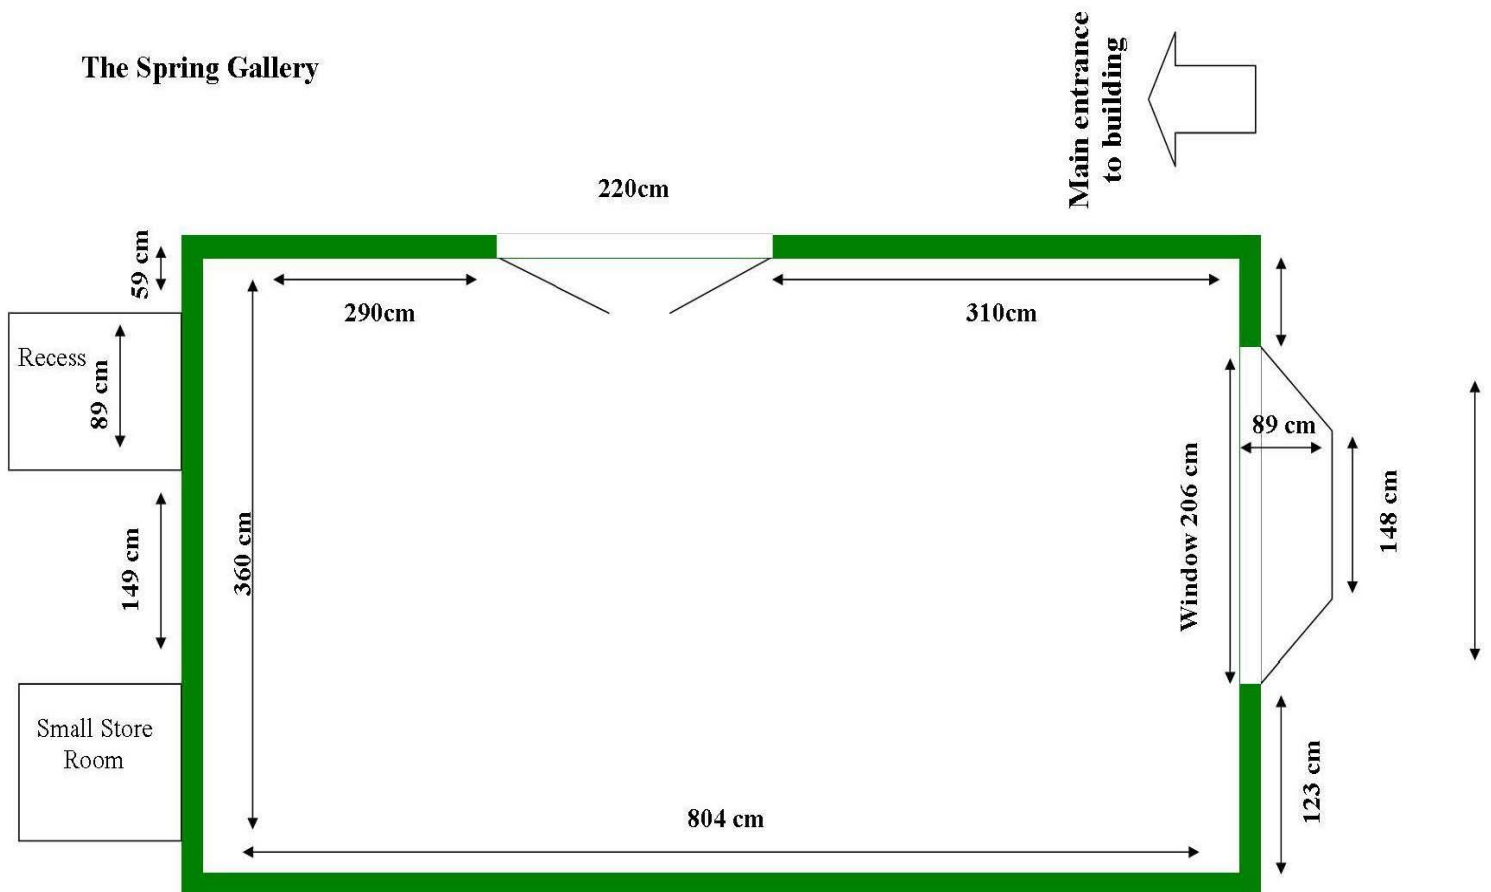 The Spring Gallery
Main entrance
to building
220cm
59 cm
290cm
310cm
Recess
89 cm
89 cm
Window 206 cm
148 cm
360 cm
149 cm
Small Store
Room
804 cm
123 cm